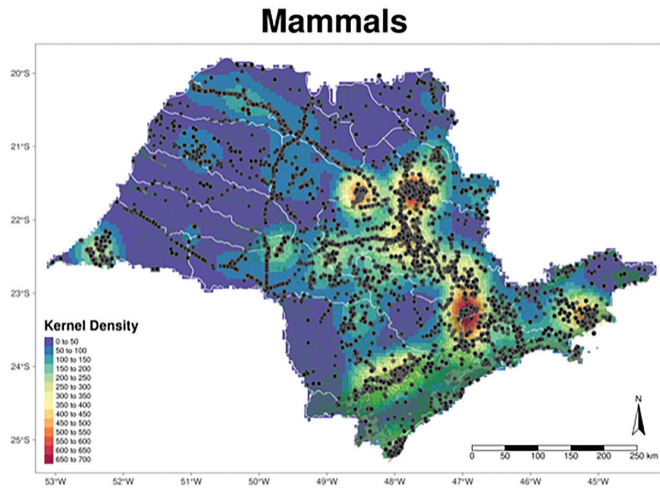 Mammals
20°S
21°S
22°S
23°S
24°S
25°S
Kernel Density
0 to 50
50 to 100
100 to 150
150 to 200
200 to 250
250 to 300
300 to 350
350 to 400
400 to 450
450 to 500
500 to 550
550 to 600
600 to 650
650 to 700
N
0 50 100 150 200 250 km
53°W 52°W 51°W 50°W 49°W 48°W 47°W 46°W 45°W